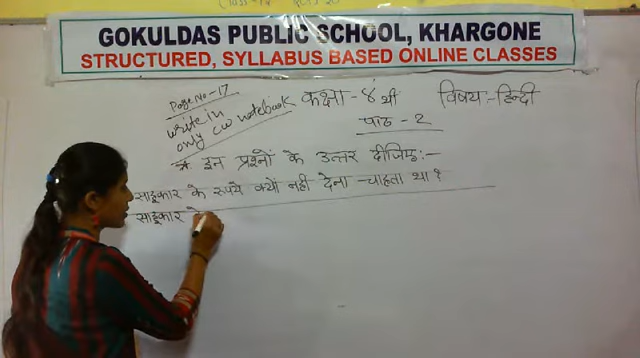 GOKULDAS PUBLIC SCHOOL, KHARGONE
STRUCTURED, SYLLABUS BASED ONLINE CLASSES
Page No - 17
write in
only cw notebook
कक्षा - ४ थी
विषय - हिन्दी
पाठ - 2
* इन प्रश्नों के उत्तर दीजिए :-
साहूकार के रुपये क्यों नहीं देना चाहता था ?
साहूकार